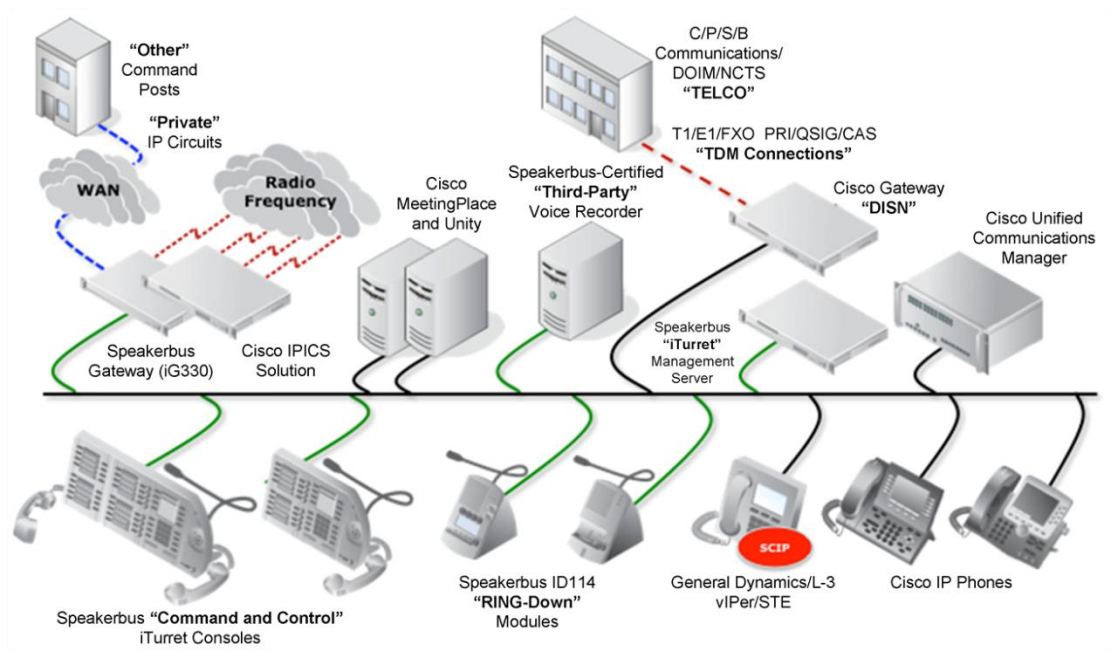 “Other”
Command
Posts
“Private”
IP Circuits
WAN
Radio
Frequency
Cisco
MeetingPlace
and Unity
Speakerbus-Certified
“Third-Party”
Voice Recorder
C/P/S/B
Communications/
DOIM/NCTS
“TELCO”
T1/E1/FXO PRI/QSIG/CAS
“TDM Connections”
Cisco Gateway
“DISN”
Cisco Unified
Communications
Manager
Speakerbus
Gateway (iG330)
Cisco IPICS
Solution
Speakerbus
“iTurret”
Management
Server
Speakerbus “Command and Control”
iTurret Consoles
Speakerbus ID114
“RING-Down”
Modules
SCIP
General Dynamics/L-3
vIPer/STE
Cisco IP Phones